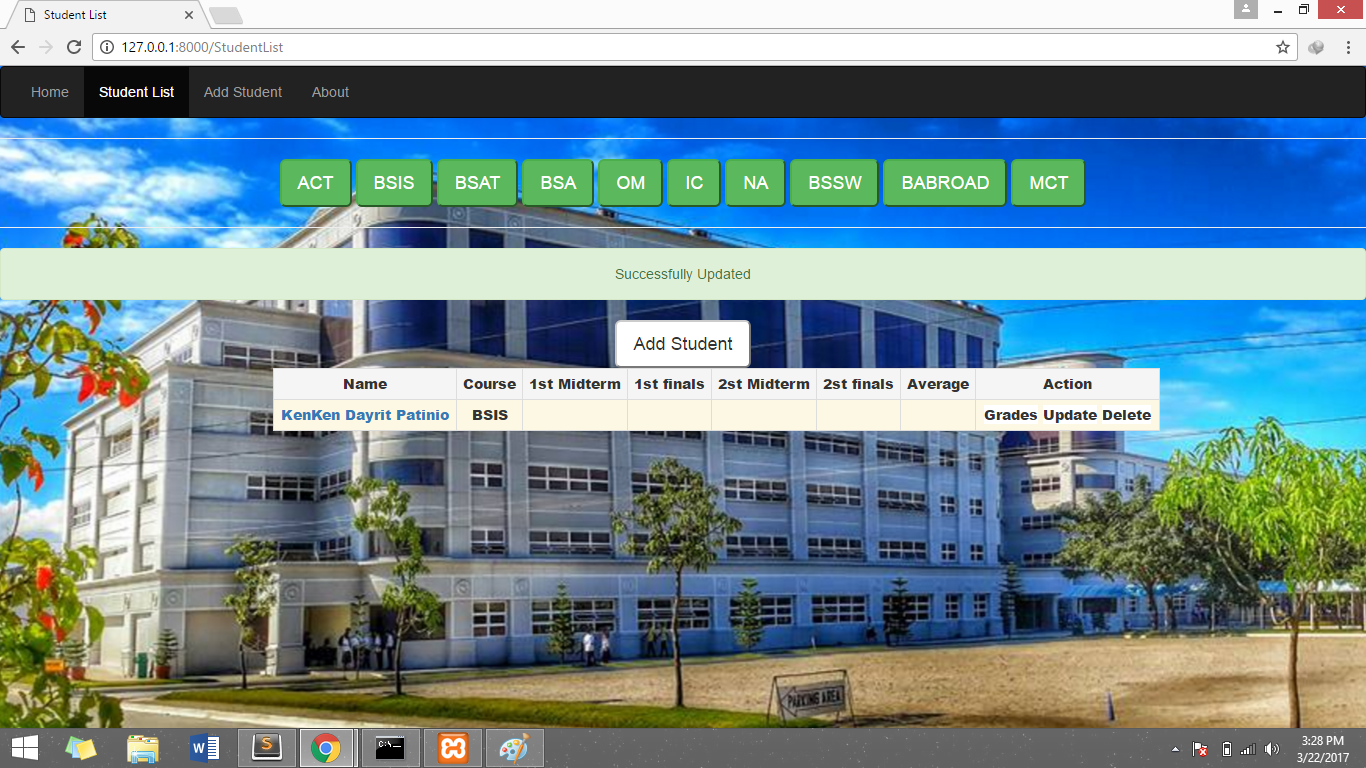 Student List
127.0.0.1:8000/StudentList
Home Student List Add Student About
ACT BSIS BSAT BSA OM IC NA BSSW BABROAD MCT
Successfully Updated
Add Student
Name Course 1st Midterm 1st finals 2st Midterm 2st finals Average Action
KenKen Dayrit Patinio BSIS Grades Update Delete
PARKING AREA
C:\
3:28 PM
3/22/2017